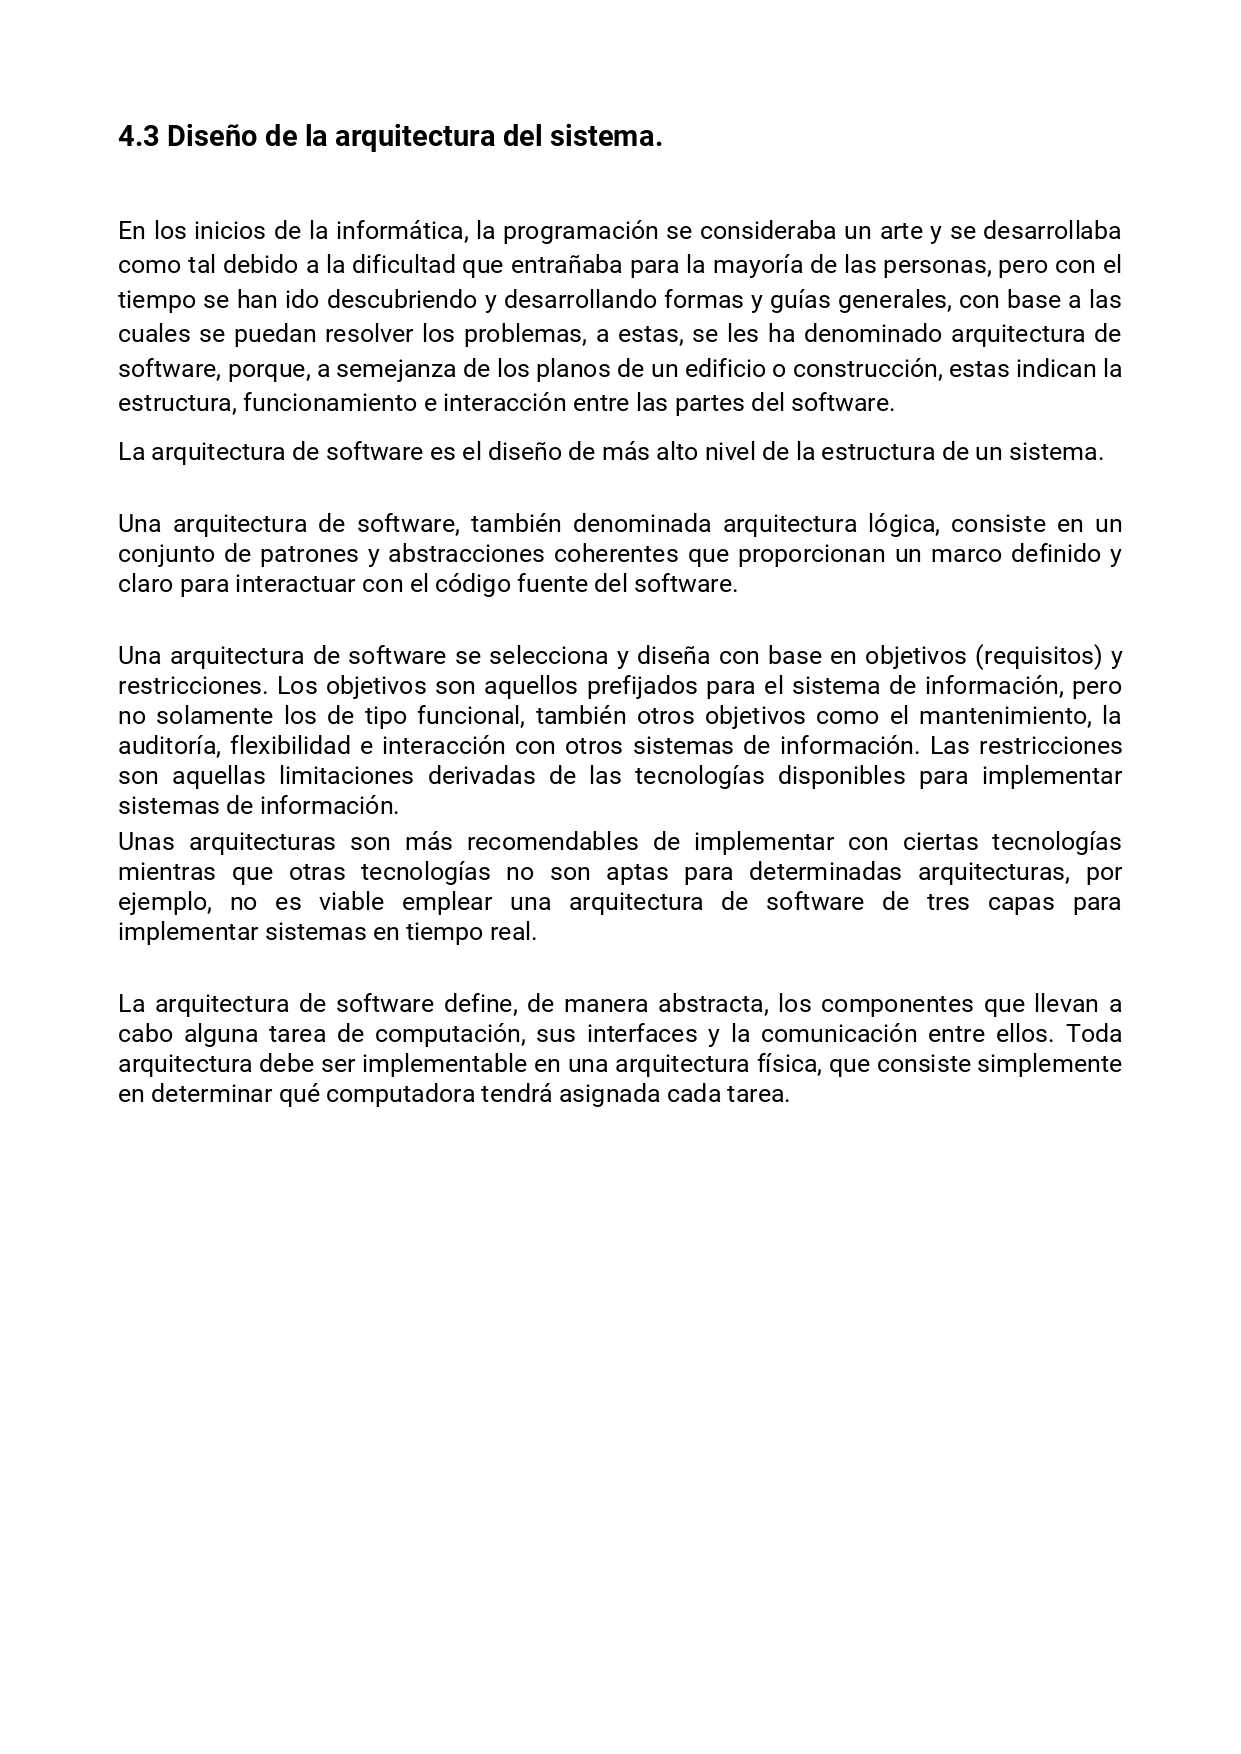 4.3 Diseño de la arquitectura del sistema.
En los inicios de la informática, la programación se consideraba un arte y se desarrollaba
como tal debido a la dificultad que entrañaba para la mayoría de las personas, pero con el
tiempo se han ido descubriendo y desarrollando formas y guías generales, con base a las
cuales se puedan resolver los problemas, a estas, se les ha denominado arquitectura de
software, porque, a semejanza de los planos de un edificio o construcción, estas indican la
estructura, funcionamiento e interacción entre las partes del software.
La arquitectura de software es el diseño de más alto nivel de la estructura de un sistema.
Una arquitectura de software, también denominada arquitectura lógica, consiste en un
conjunto de patrones y abstracciones coherentes que proporcionan un marco definido y
claro para interactuar con el código fuente del software.
Una arquitectura de software se selecciona y diseña con base en objetivos (requisitos) y
restricciones. Los objetivos son aquellos prefijados para el sistema de información, pero
no solamente los de tipo funcional, también otros objetivos como el mantenimiento, la
auditoría, flexibilidad e interacción con otros sistemas de información. Las restricciones
son aquellas limitaciones derivadas de las tecnologías disponibles para implementar
sistemas de información.
Unas arquitecturas son más recomendables de implementar con ciertas tecnologías
mientras que otras tecnologías no son aptas para determinadas arquitecturas, por
ejemplo, no es viable emplear una arquitectura de software de tres capas para
implementar sistemas en tiempo real.
La arquitectura de software define, de manera abstracta, los componentes que llevan a
cabo alguna tarea de computación, sus interfaces y la comunicación entre ellos. Toda
arquitectura debe ser implementable en una arquitectura física, que consiste simplemente
en determinar qué computadora tendrá asignada cada tarea.